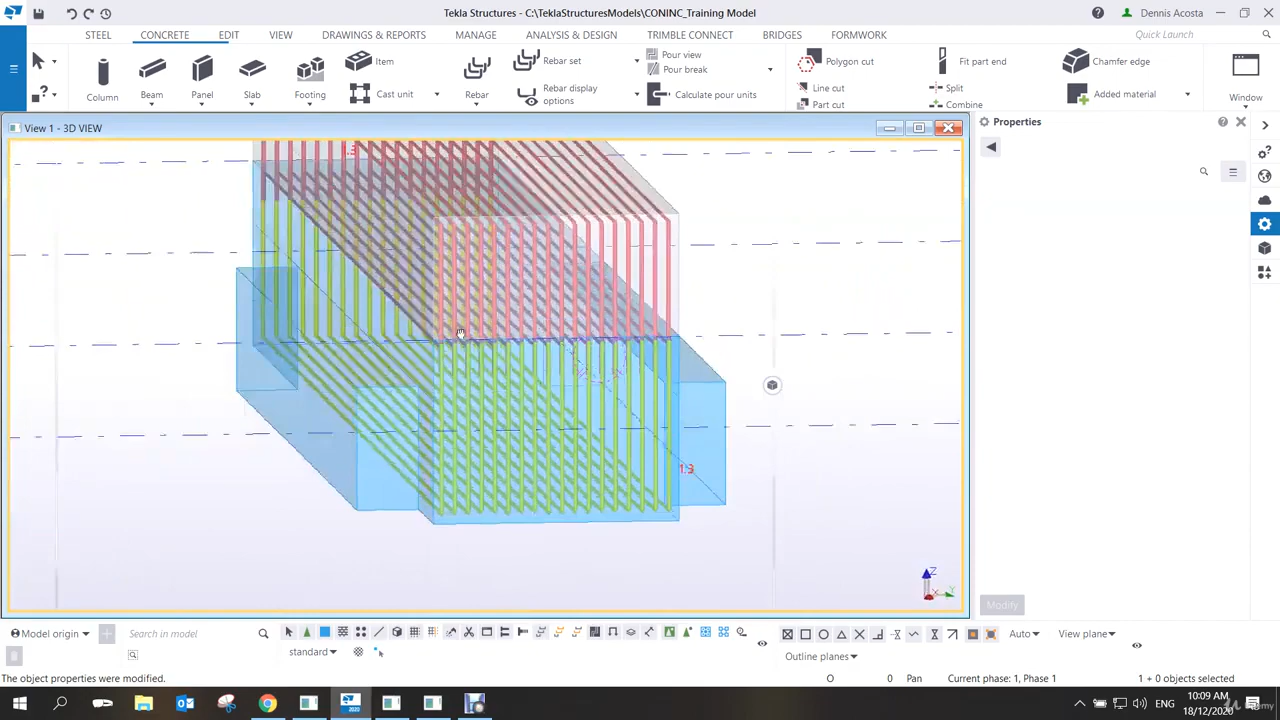 Tekla Structures - C:\TeklaStructuresModels\CONINC_Training Model
Dennis Acosta
STEEL CONCRETE EDIT VIEW DRAWINGS & REPORTS MANAGE ANALYSIS & DESIGN TRIMBLE CONNECT BRIDGES FORMWORK
Quick Launch
Column
Beam
Panel
Slab
Footing
Item
Cast unit
Rebar
Rebar set
Rebar display options
Pour view
Pour break
Calculate pour units
Polygon cut
Line cut
Part cut
Fit part end
Split
Combine
Chamfer edge
Added material
Window
View 1 - 3D VIEW
Properties
1.3
1.3
Z
Y
Modify
Model origin
Search in model
standard
Auto
View plane
Outline planes
The object properties were modified.
O 0 Pan Current phase: 1, Phase 1 1 + 0 objects selected
2020
ENG
10:09 AM
18/12/2020